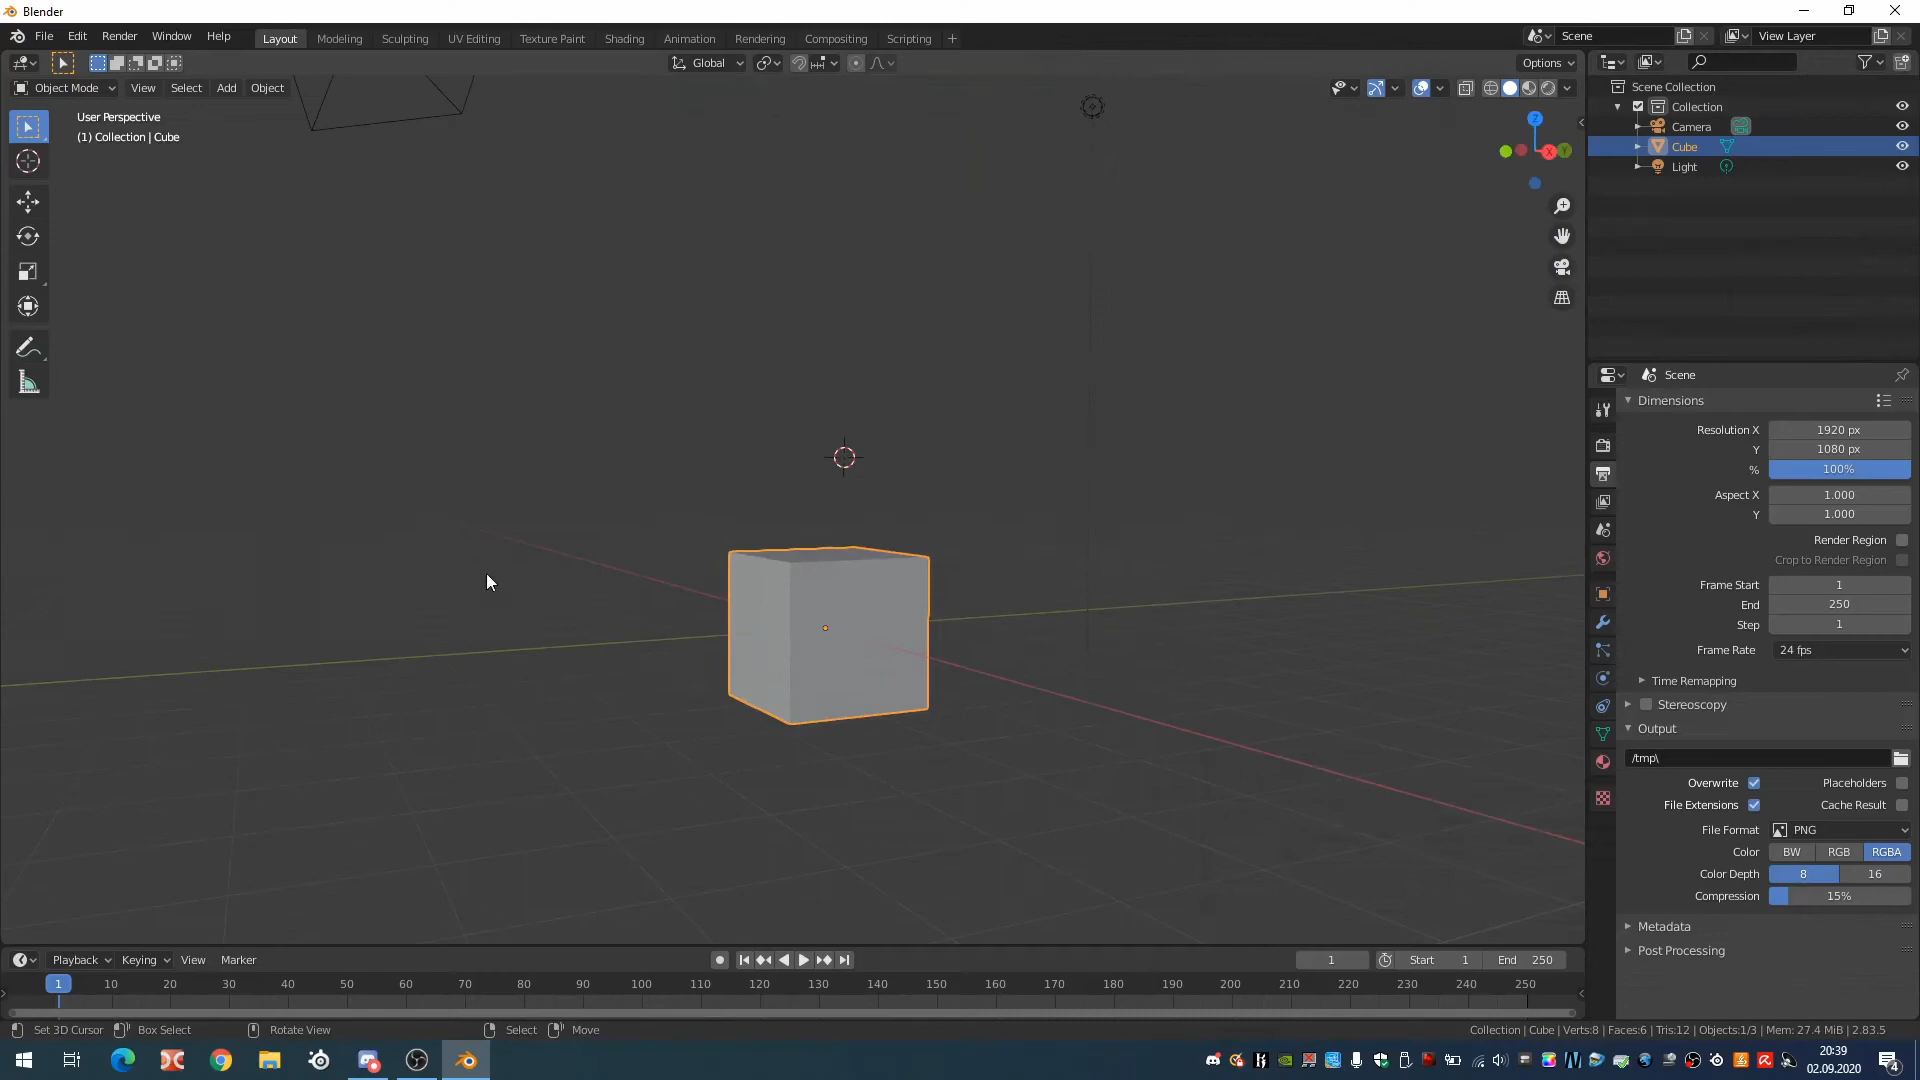 Blender
File Edit Render Window Help Layout Modeling Sculpting UV Editing Texture Paint Shading Animation Rendering Compositing Scripting + Scene View Layer
Global Options
Object Mode View Select Add Object
User Perspective
(1) Collection | Cube
Z
X Y
Scene Collection
Collection
Camera
Cube
Light
Scene
Dimensions
Resolution X 1920 px
Y 1080 px
% 100%
Aspect X 1.000
Y 1.000
Render Region
Crop to Render Region
Frame Start 1
End 250
Step 1
Frame Rate 24 fps
Time Remapping
Stereoscopy
Output
/tmp\
Overwrite Placeholders
File Extensions Cache Result
File Format PNG
Color BW RGB RGBA
Color Depth 8 16
Compression 15%
Metadata
Post Processing
Playback Keying View Marker 1 Start 1 End 250
1 10 20 30 40 50 60 70 80 90 100 110 120 130 140 150 160 170 180 190 200 210 220 230 240 250
Set 3D Cursor Box Select Rotate View Select Move Collection | Cube | Verts:8 | Faces:6 | Tris:12 | Objects:1/3 | Mem: 27.4 MiB | 2.83.5
20:39
02.09.2020
4